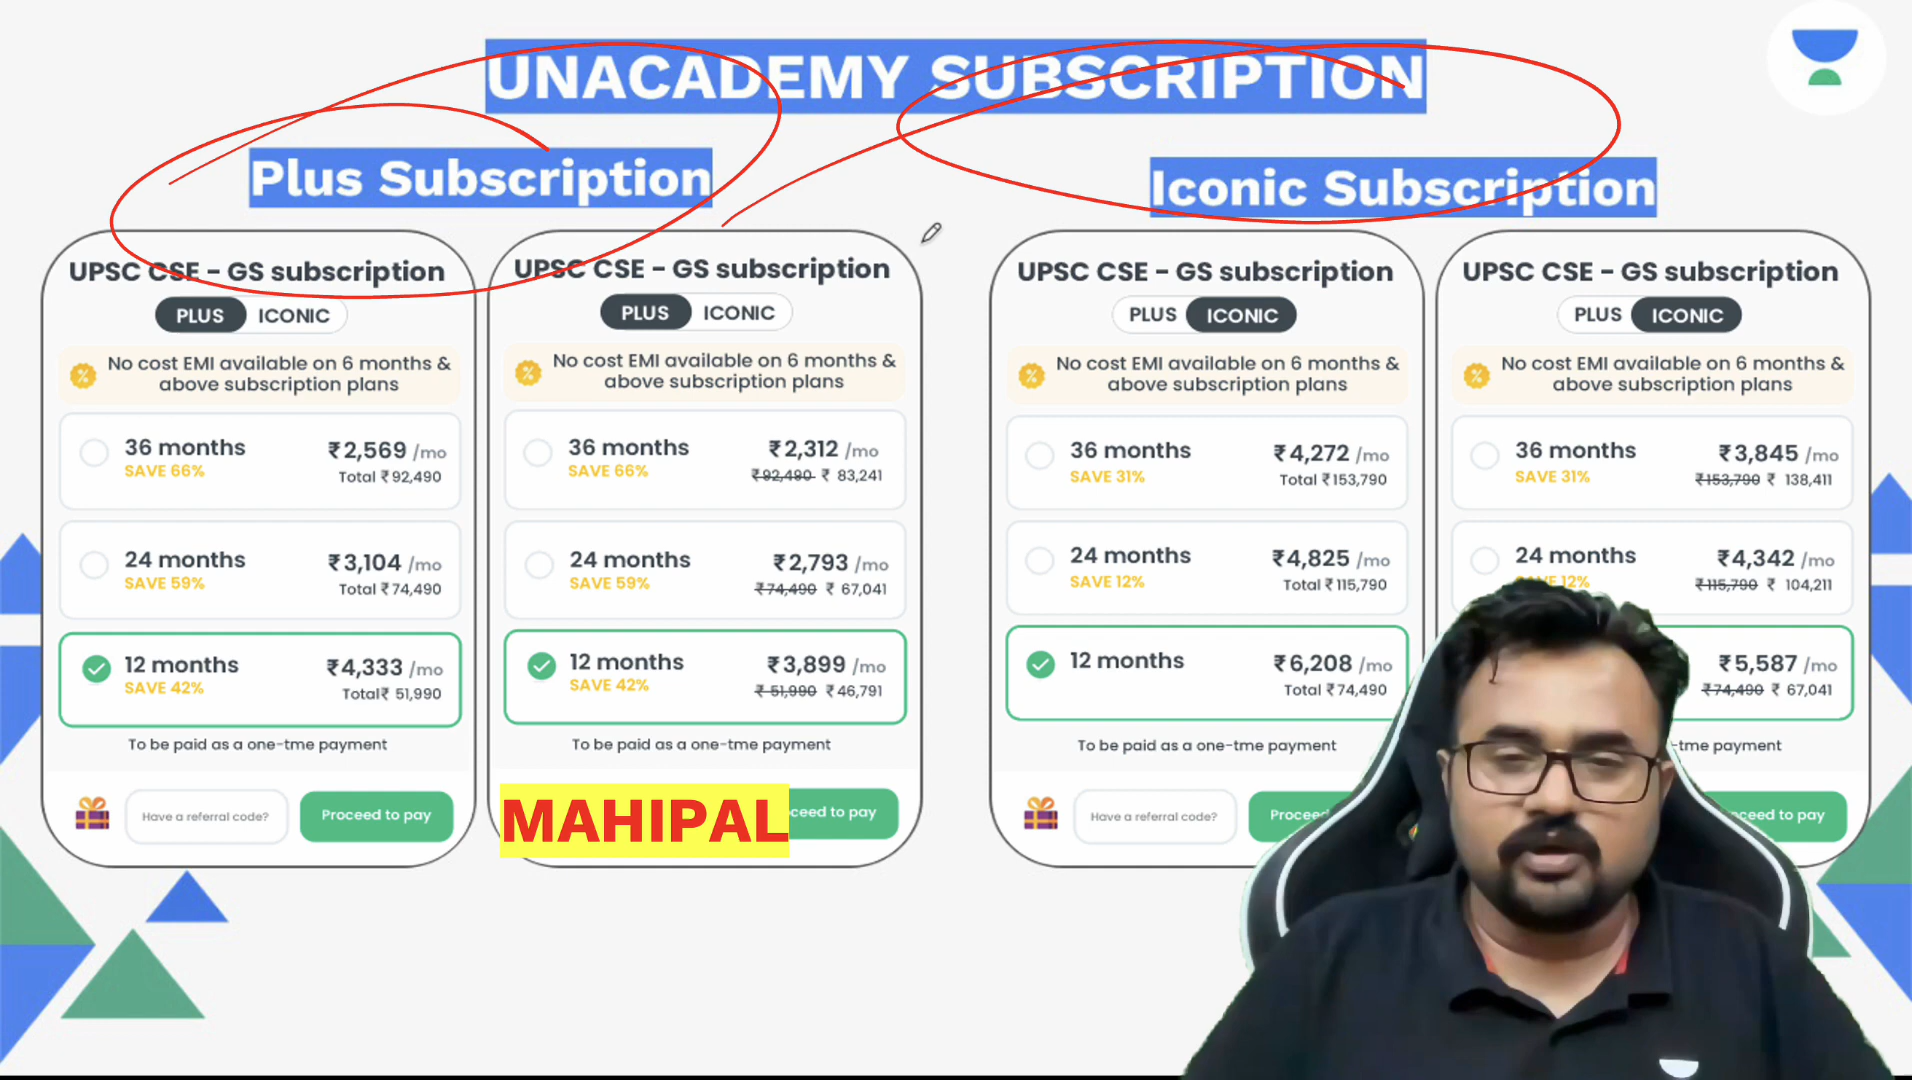 UNACADEMY SUBSCRIPTION
Plus Subscription
Iconic Subscription
UPSC CSE - GS subscription
PLUS ICONIC
No cost EMI available on 6 months &
above subscription plans
36 months ₹2,569 /mo
SAVE 66% Total ₹92,490
24 months ₹3,104 /mo
SAVE 59% Total ₹74,490
12 months ₹4,333 /mo
SAVE 42% Total₹ 51,990
To be paid as a one-tme payment
Have a referral code? Proceed to pay
UPSC CSE - GS subscription
PLUS ICONIC
No cost EMI available on 6 months &
above subscription plans
36 months ₹2,312 /mo
SAVE 66% ₹92,490 ₹ 83,241
24 months ₹2,793 /mo
SAVE 59% ₹74,490 ₹ 67,041
12 months ₹3,899 /mo
SAVE 42% ₹ 51,990 ₹46,791
To be paid as a one-tme payment
MAHIPAL ceed to pay
UPSC CSE - GS subscription
PLUS ICONIC
No cost EMI available on 6 months &
above subscription plans
36 months ₹4,272 /mo
SAVE 31% Total ₹153,790
24 months ₹4,825 /mo
SAVE 12% Total ₹115,790
12 months ₹6,208 /mo
Total ₹74,490
To be paid as a one-tme payment
Have a referral code? Proceed
UPSC CSE - GS subscription
PLUS ICONIC
No cost EMI available on 6 months &
above subscription plans
36 months ₹3,845 /mo
SAVE 31% ₹153,790 ₹ 138,411
24 months ₹4,342 /mo
SAVE 12% ₹115,790 ₹ 104,211
₹5,587 /mo
₹74,490 ₹ 67,041
-tme payment
ceed to pay